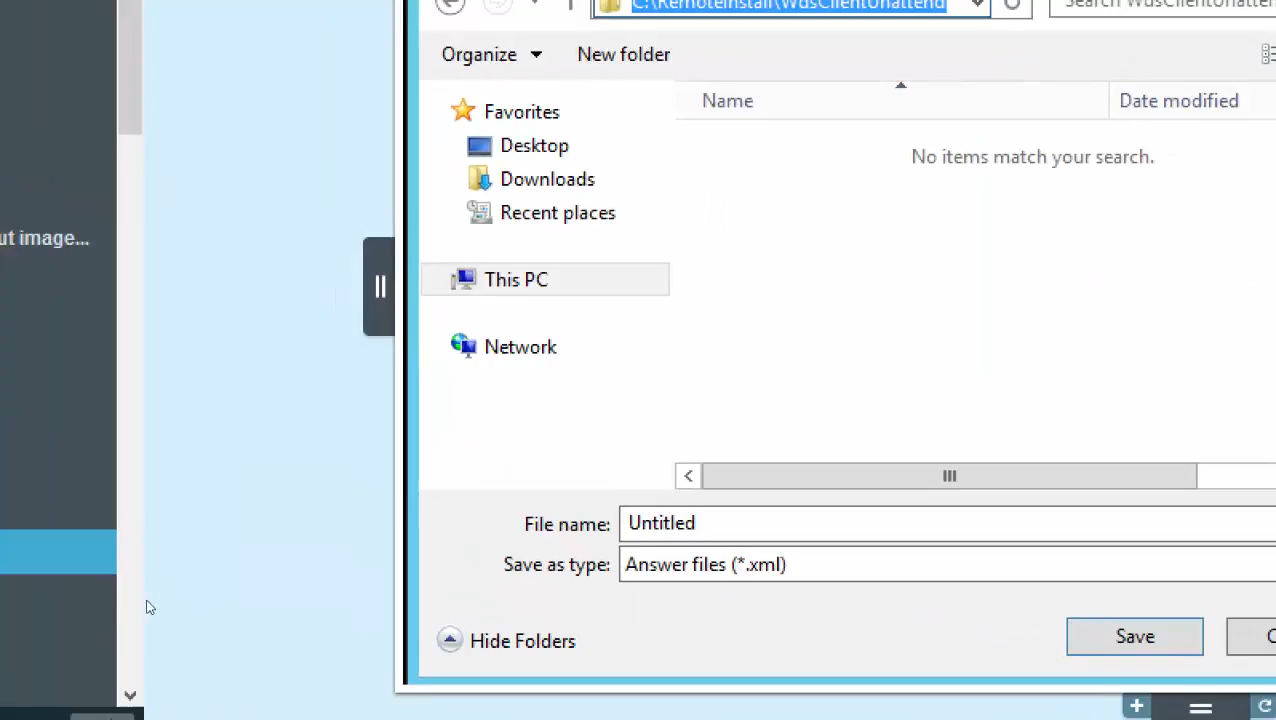 C:\RemoteInstall\WdsClientUnattend
Search WdsClientUnatten
Organize
New folder
Favorites
Name
Date modified
Desktop
No items match your search.
Downloads
Recent places
ut image...
This PC
Network
File name:
Untitled
Save as type:
Answer files (*.xml)
Hide Folders
Save
C